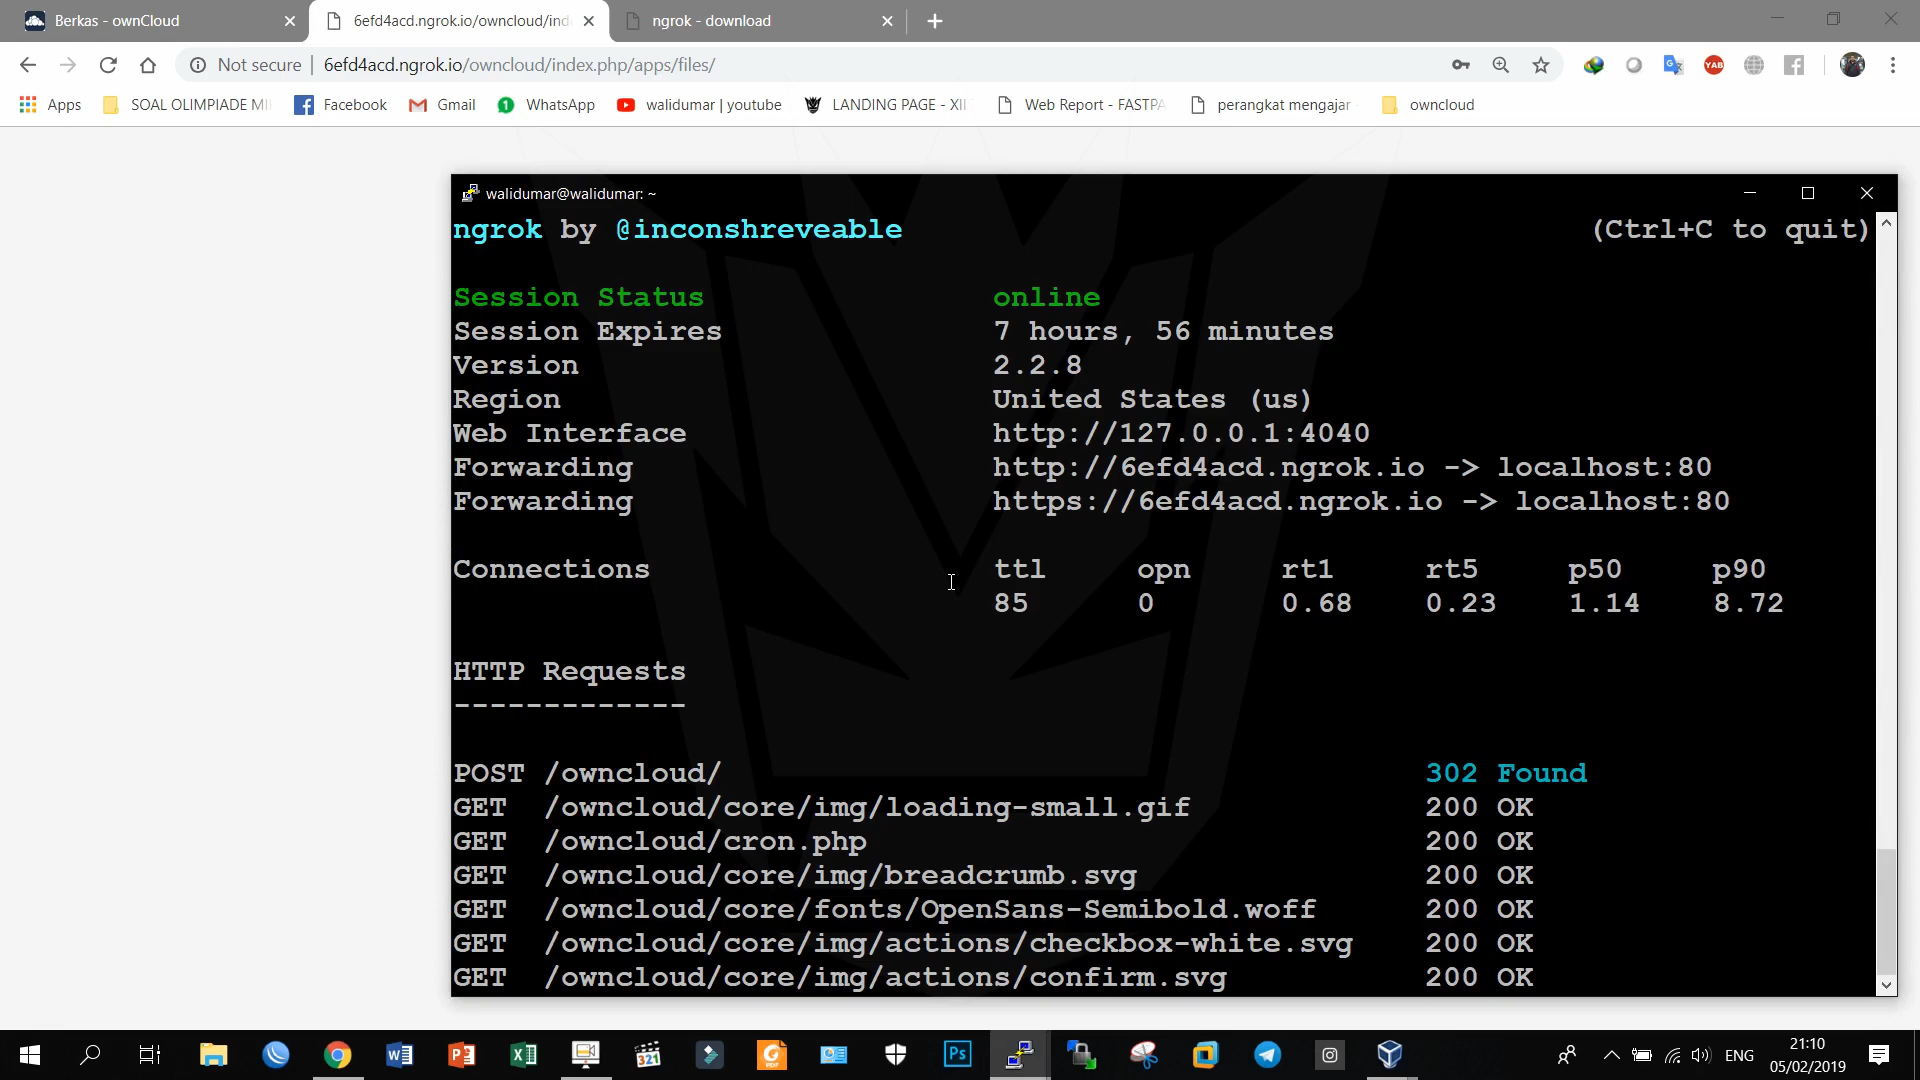 Berkas - ownCloud
6efd4acd.ngrok.io/owncloud/ind
ngrok - download
Not secure | 6efd4acd.ngrok.io/owncloud/index.php/apps/files/
YAB
Apps
SOAL OLIMPIADE MI
Facebook
Gmail
WhatsApp
walidumar | youtube
LANDING PAGE - XII
Web Report - FASTPA
perangkat mengajar
owncloud
walidumar@walidumar: ~
ngrok by @inconshreveable (Ctrl+C to quit)
Session Status online
Session Expires 7 hours, 56 minutes
Version 2.2.8
Region United States (us)
Web Interface http://127.0.0.1:4040
Forwarding http://6efd4acd.ngrok.io -> localhost:80
Forwarding https://6efd4acd.ngrok.io -> localhost:80
Connections ttl opn rt1 rt5 p50 p90
85 0 0.68 0.23 1.14 8.72
HTTP Requests
-------------
POST /owncloud/ 302 Found
GET /owncloud/core/img/loading-small.gif 200 OK
GET /owncloud/cron.php 200 OK
GET /owncloud/core/img/breadcrumb.svg 200 OK
GET /owncloud/core/fonts/OpenSans-Semibold.woff 200 OK
GET /owncloud/core/img/actions/checkbox-white.svg 200 OK
GET /owncloud/core/img/actions/confirm.svg 200 OK
321
Ps
ENG
21:10
05/02/2019